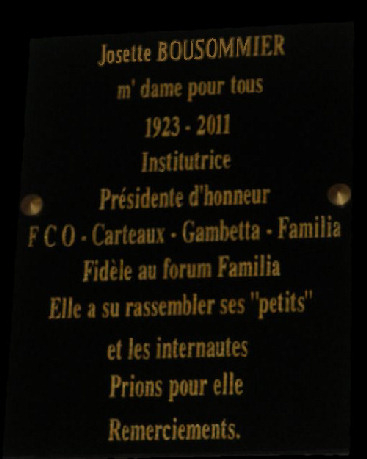 Josette BOUSOMMIER
m' dame pour tous
1923 - 2011
Institutrice
Présidente d'honneur
F C O - Carteaux - Gambetta - Familia
Fidèle au forum Familia
Elle a su rassembler ses "petits"
et les internautes
Prions pour elle
Remerciements.